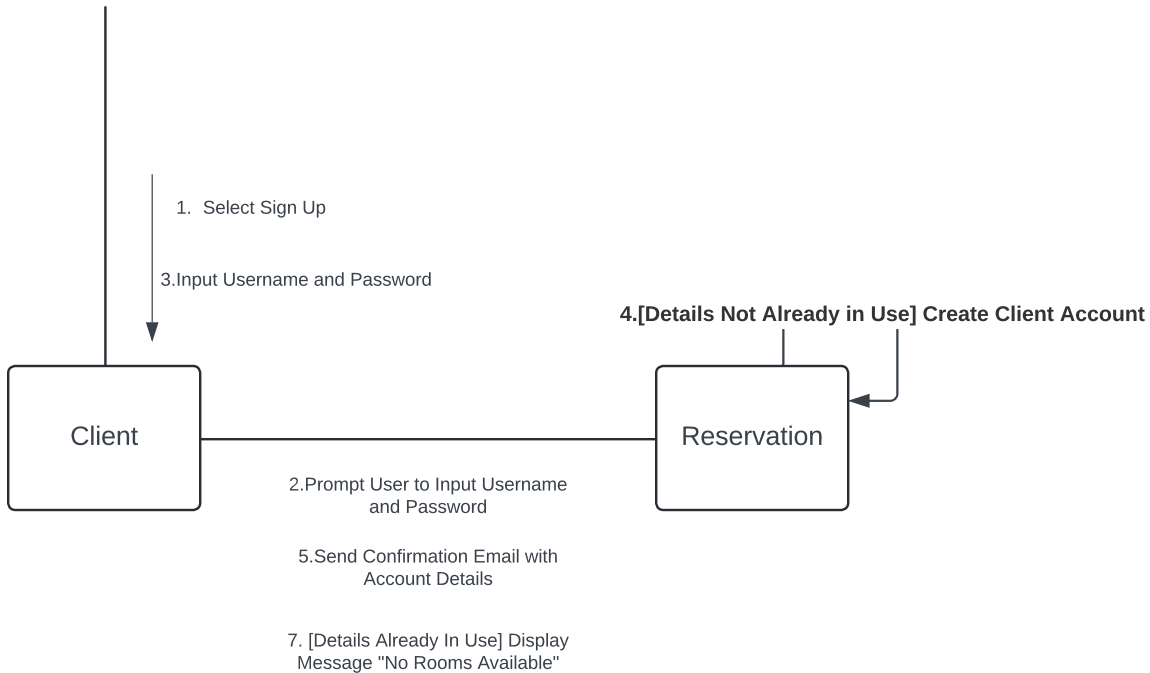 1.  Select Sign Up
3.Input Username and Password
4.[Details Not Already in Use] Create Client Account
Client
Reservation
2.Prompt User to Input Username
and Password
5.Send Confirmation Email with
Account Details
7. [Details Already In Use] Display
Message "No Rooms Available"